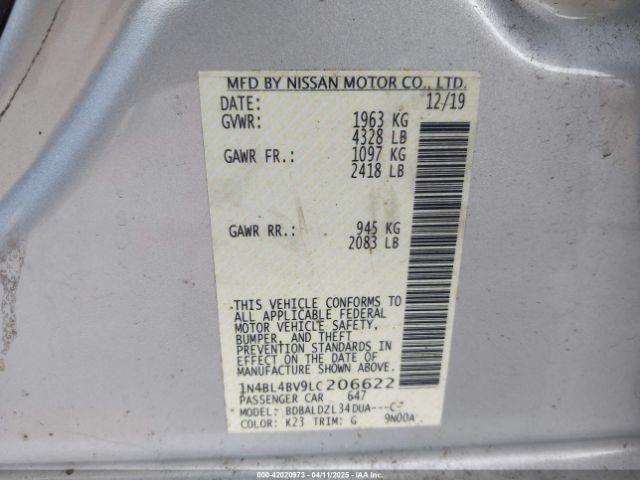 MFD BY NISSAN MOTOR CO., LTD.
DATE: 12/19
GVWR: 1963 KG
4328 LB
GAWR FR.: 1097 KG
2418 LB
GAWR RR.: 945 KG
2083 LB
THIS VEHICLE CONFORMS TO
ALL APPLICABLE FEDERAL
MOTOR VEHICLE SAFETY,
BUMPER, AND THEFT
PREVENTION STANDARDS IN
EFFECT ON THE DATE OF
MANUFACTURE SHOWN ABOVE.
1N4BL4BV9LC206622
PASSENGER CAR 647
MODEL: BDBALDZL34DUA---C-
COLOR: K23 TRIM: G 9N00A
000-42020973 - 04/11/2025 - IAAI.COM